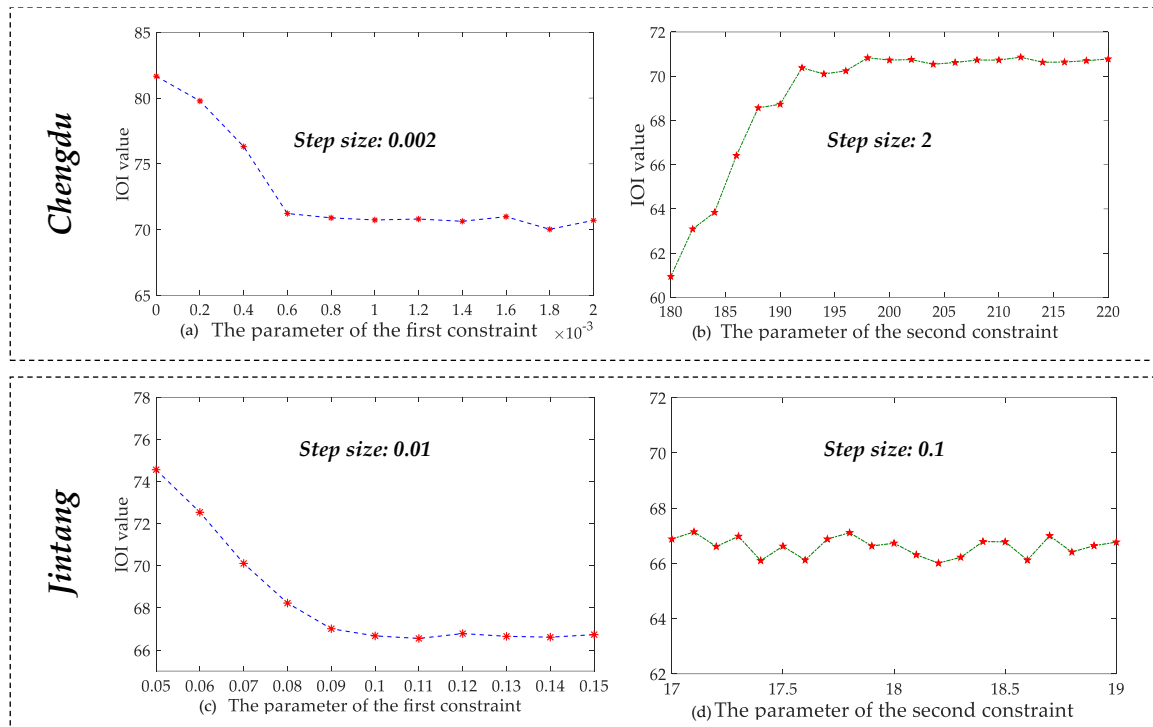 Chengdu
85
80
75
70
65
IOI value
Step size: 0.002
0 0.2 0.4 0.6 0.8 1 1.2 1.4 1.6 1.8 2
(a) The parameter of the first constraint ×10-3
72
70
68
66
64
62
60
IOI value
Step size: 2
180 185 190 195 200 205 210 215 220
(b) The parameter of the second constraint
Jintang
78
76
74
72
70
68
66
IOI value
Step size: 0.01
0.05 0.06 0.07 0.08 0.09 0.1 0.11 0.12 0.13 0.14 0.15
(c) The parameter of the first constraint
72
70
68
66
64
62
Step size: 0.1
17 17.5 18 18.5 19
(d) The parameter of the second constraint